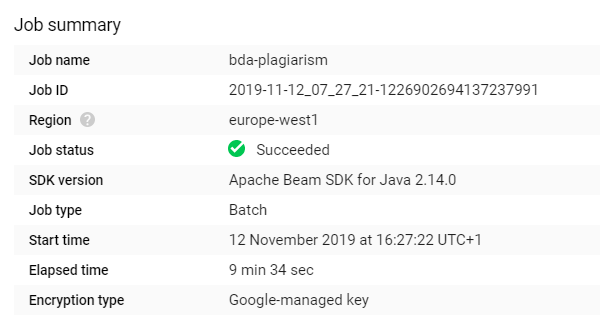 Job summary
Job name bda-plagiarism
Job ID 2019-11-12_07_27_21-1226902694137237991
Region ? europe-west1
Job status Succeeded
SDK version Apache Beam SDK for Java 2.14.0
Job type Batch
Start time 12 November 2019 at 16:27:22 UTC+1
Elapsed time 9 min 34 sec
Encryption type Google-managed key